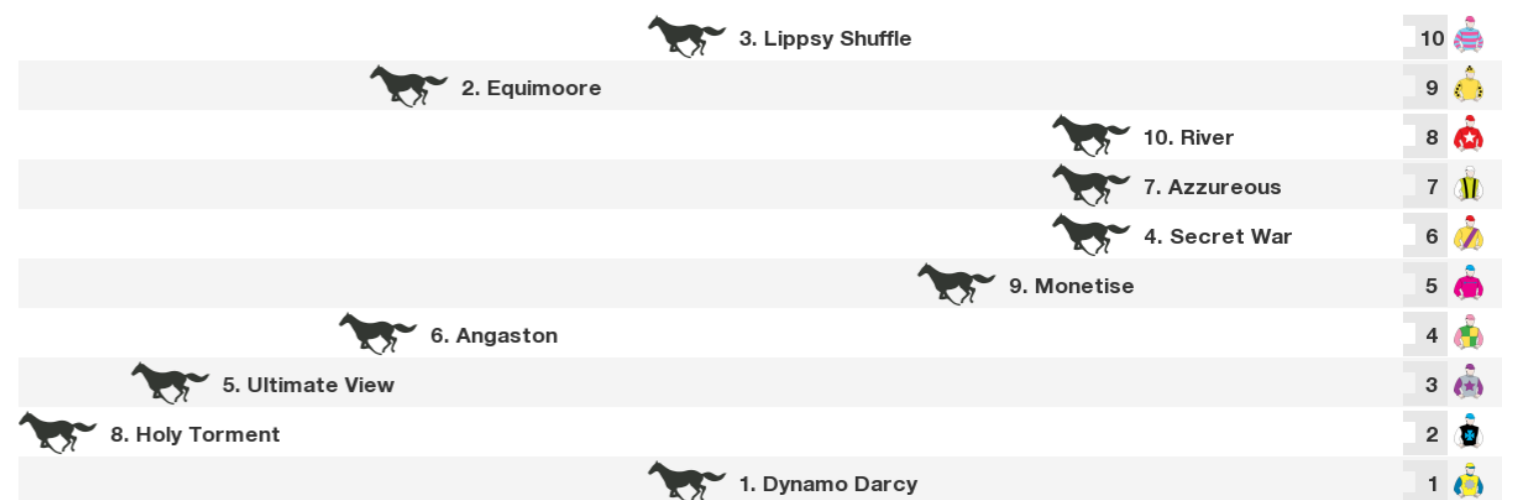 3. Lippsy Shuffle 10
2. Equimoore 9
10. River 8
7. Azzureous 7
4. Secret War 6
9. Monetise 5
6. Angaston 4
5. Ultimate View 3
8. Holy Torment 2
1. Dynamo Darcy 1